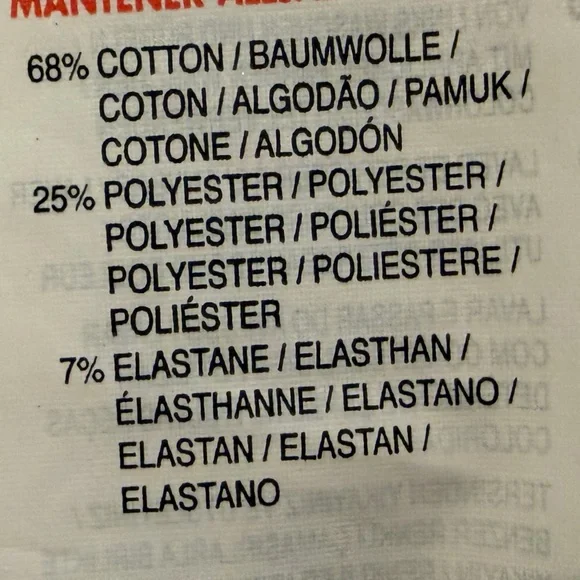 MANTENER
68% COTTON / BAUMWOLLE /
COTON / ALGODÃO / PAMUK /
COTONE / ALGODÓN
25% POLYESTER / POLYESTER /
POLYESTER / POLIÉSTER /
POLYESTER / POLIESTERE /
POLIÉSTER
7% ELASTANE / ELASTHAN /
ÉLASTHANNE / ELASTANO /
ELASTAN / ELASTAN /
ELASTANO